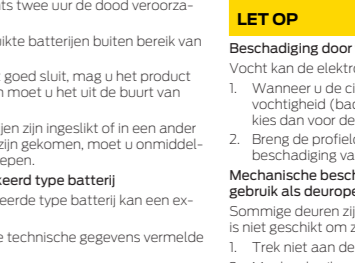 ts twee uur de dood veroorza-
ikte batterijen buiten bereik van
goed sluit, mag u het product
moet u het uit de buurt van
jen zijn ingeslikt of in een ander
zijn gekomen, moet u onmiddel-
epen.
keerd type batterij
eerde type batterij kan een ex-
e technische gegevens vermelde
LET OP
Beschadiging door
Vocht kan de elektro
1. Wanneer u de ci
vochtigheid (bad
kies dan voor de
2. Breng de profielc
beschadiging va
Mechanische besch
gebruik als deurope
Sommige deuren zij
is niet geschikt om z
1. Trek niet aan de